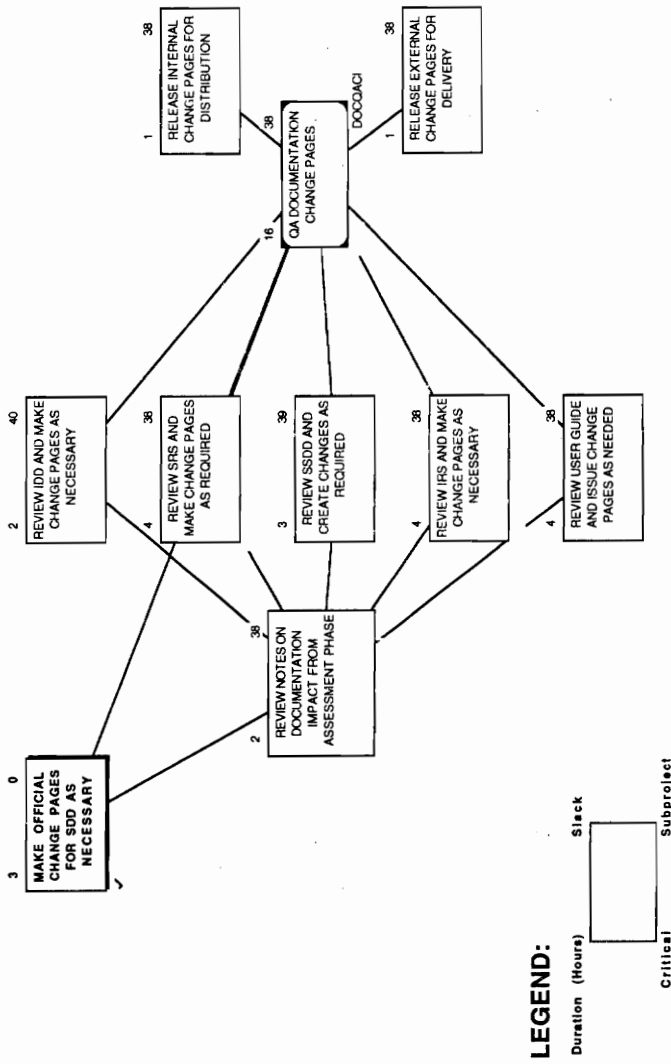 3 0
MAKE OFFICIAL
CHANGE PAGES
FOR SDD AS
NECESSARY
2 38
REVIEW NOTES ON
DOCUMENTATION
IMPACT FROM
ASSESSMENT PHASE
2 40
REVIEW IDD AND MAKE
CHANGE PAGES AS
NECESSARY
4 38
REVIEW SRS AND
MAKE CHANGE PAGES
AS REQUIRED
3 39
REVIEW SSDD AND
CREATE CHANGES AS
REQUIRED
4 38
REVIEW IRS AND MAKE
CHANGE PAGES AS
NECESSARY
4 38
REVIEW USER GUIDE
AND ISSUE CHANGE
PAGES AS NEEDED
16 38
QA DOCUMENTATION
CHANGE PAGES
DOCQACI
1 38
RELEASE INTERNAL
CHANGE PAGES FOR
DISTRIBUTION
1 38
RELEASE EXTERNAL
CHANGE PAGES FOR
DELIVERY
LEGEND:
Duration (Hours) Slack
Critical Subproject